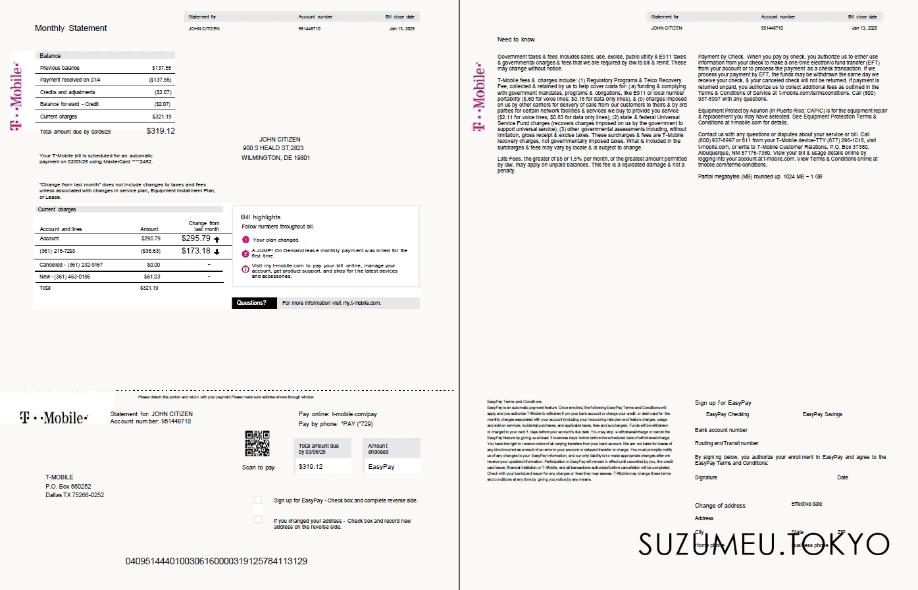 Monthly Statement
Statement for Account number Bill close date
JOHN CITIZEN 951448710 Jan 13, 2025
T··Mobile·
Balance
Previous balance $137.55
Payment received on 01/4 ($137.55)
Credits and adjustments ($2.07)
Balance forward - Credit ($2.07)
Current charges $321.19
Total amount due by 03/06/26 $319.12
Your T-Mobile bill is scheduled for an automatic
payment on 02/03/26 using MasterCard ****2452.
JOHN CITIZEN
900 S HEALD ST,2823
WILMINGTON, DE 19801
"Change from last month" does not include changes to taxes and fees
unless associated with changes in service plan, Equipment Installment Plan,
or Lease.
Current charges
Account and lines Amount Change from last month
Account $295.79 $295.79
(361) 215-7293 ($35.63) $173.18
Cancelled - (361) 232-9167 $0.00 -
New - (361) 463-0186 $61.03 -
Total $321.19
Bill highlights
Follow numbers throughout bill.
Your plan changed.
A JUMP! On Demand lease monthly payment was billed for the
first time.
Visit my.t-mobile.com to pay your bill online, manage your
account, get product support, and shop for the latest devices
and accessories.
Questions? For more information visit my.t-mobile.com.
Please detach this portion and return with your payment. Please make sure address shows through window.
T··Mobile·
Statement for: JOHN CITIZEN
Account number: 951448710
Pay online: t-mobile.com/pay
Pay by phone: *PAY (*729)
Scan to pay
Total amount due
by 03/06/26
$319.12
Amount
enclosed
EasyPay
T-MOBILE
P.O. Box 660252
Dallas TX 75266-0252
Sign up for EasyPay - Check box and complete reverse side.
If you changed your address - Check box and record new
address on the reverse side.
Statement for Account number Bill close date
JOHN CITIZEN 951448710 Jan 13, 2025
T··Mobile·
Need to know
Government taxes & fees includes sales, use, excise, public utility & E911 taxes
& governmental charges & fees that we are required by law to bill & remit. These
may change without notice.
T-Mobile fees & charges include: (1) Regulatory Programs & Telco Recovery
Fee, collected & retained by us to help cover costs for: (a) funding & complying
with government mandates, programs & obligations, like E911 or local number
portability ($.60 for voice lines; $0.15 for data only lines), & (b) charges imposed
on us by other carriers for delivery of calls from our customers to theirs & by 3rd
parties for certain network facilities & services we buy to provide you service
($2.11 for voice lines, $0.83 for data only lines); (2) state & federal Universal
Service Fund charges (recovers charges imposed on us by the government to
support universal service); (3) other governmental assessments including, without
limitation, gross receipt & excise taxes. These surcharges & fees are T-Mobile
recovery charges, not governmentally imposed taxes. What is included in the
surcharges & fees may vary by locale & is subject to change.
Late Fees, the greater of $5 or 1.5% per month, or the greatest amount permitted
by law, may apply on unpaid balances. This fee is a liquidated damage & not a
penalty.
Payment by Check. When you pay by check, you authorize us to either use
information from your check to make a one-time electronic fund transfer (EFT)
from your account or to process the payment as a check transaction. If we
process your payment by EFT, the funds may be withdrawn the same day we
receive your check, & your canceled check will not be returned. If payment is
returned unpaid, you authorize us to collect additional fees as outlined in the
Terms & Conditions of Service at t-mobile.com/termsconditions. Call (800)
937-8997 with any questions.
Equipment Protect by Asurion (in Puerto Rico: CAPIC) is for the equipment repair
& replacement you may have selected. See Equipment Protection Terms &
Conditions at t-mobile.com for details.
Contact us with any questions or disputes about your service or bill. Call
(800) 937-8997 or 611 from your T-Mobile device-TTY (877) 296-1018, visit
t-mobile.com, or write to T-Mobile Customer Relations, P.O. Box 37380,
Albuquerque, NM 87176-7380. View your bill & usage details online by
logging into your account at t-mobile.com. View Terms & Conditions online at
t-mobile.com/terms-conditions.
Partial megabytes (MB) rounded up. 1024 MB = 1 GB
EasyPay Terms and Conditions
Sign up for EasyPay
EasyPay Checking EasyPay Savings
Bank account number
Routing and Transit number
By signing below, you authorize your enrollment in EasyPay and agree to the
EasyPay Terms and Conditions.
Signature Date
Change of address Effective date
Address
City State ZIP
Home phone Business phone
SUZUMEU.TOKYO